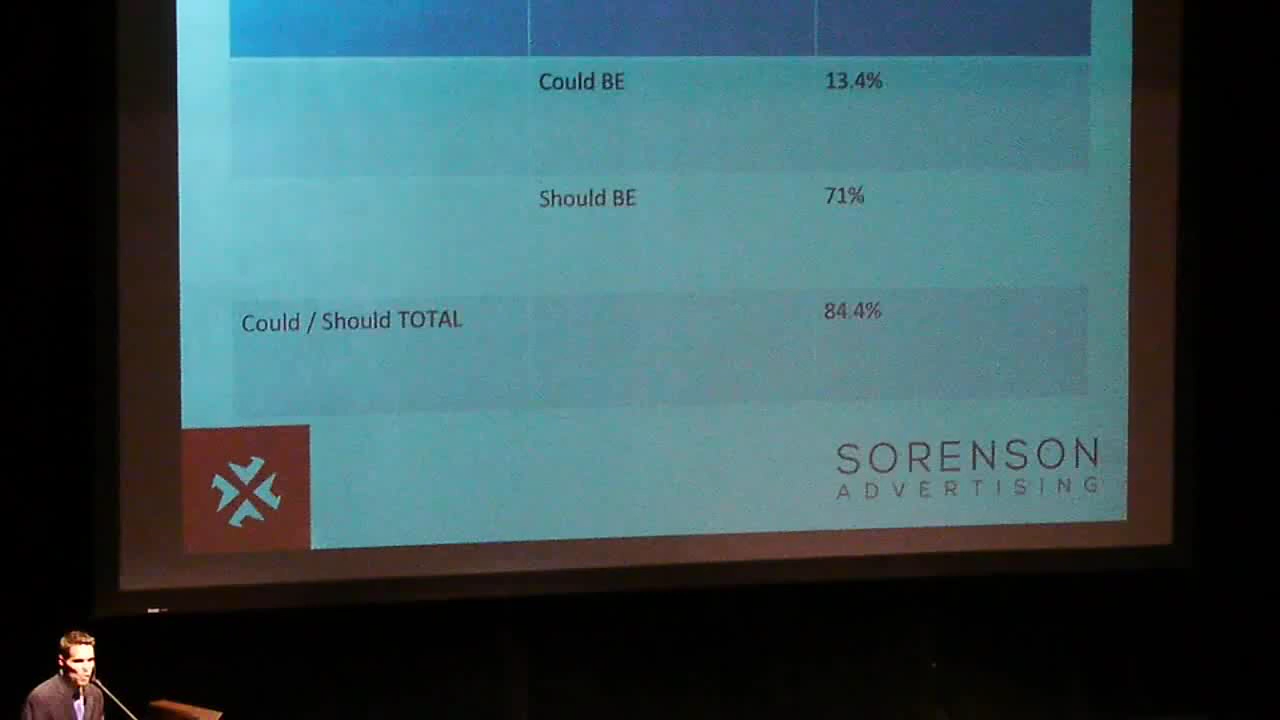 Could BE 13.4%
Should BE 71%
Could / Should TOTAL 84.4%
SORENSON
ADVERTISING